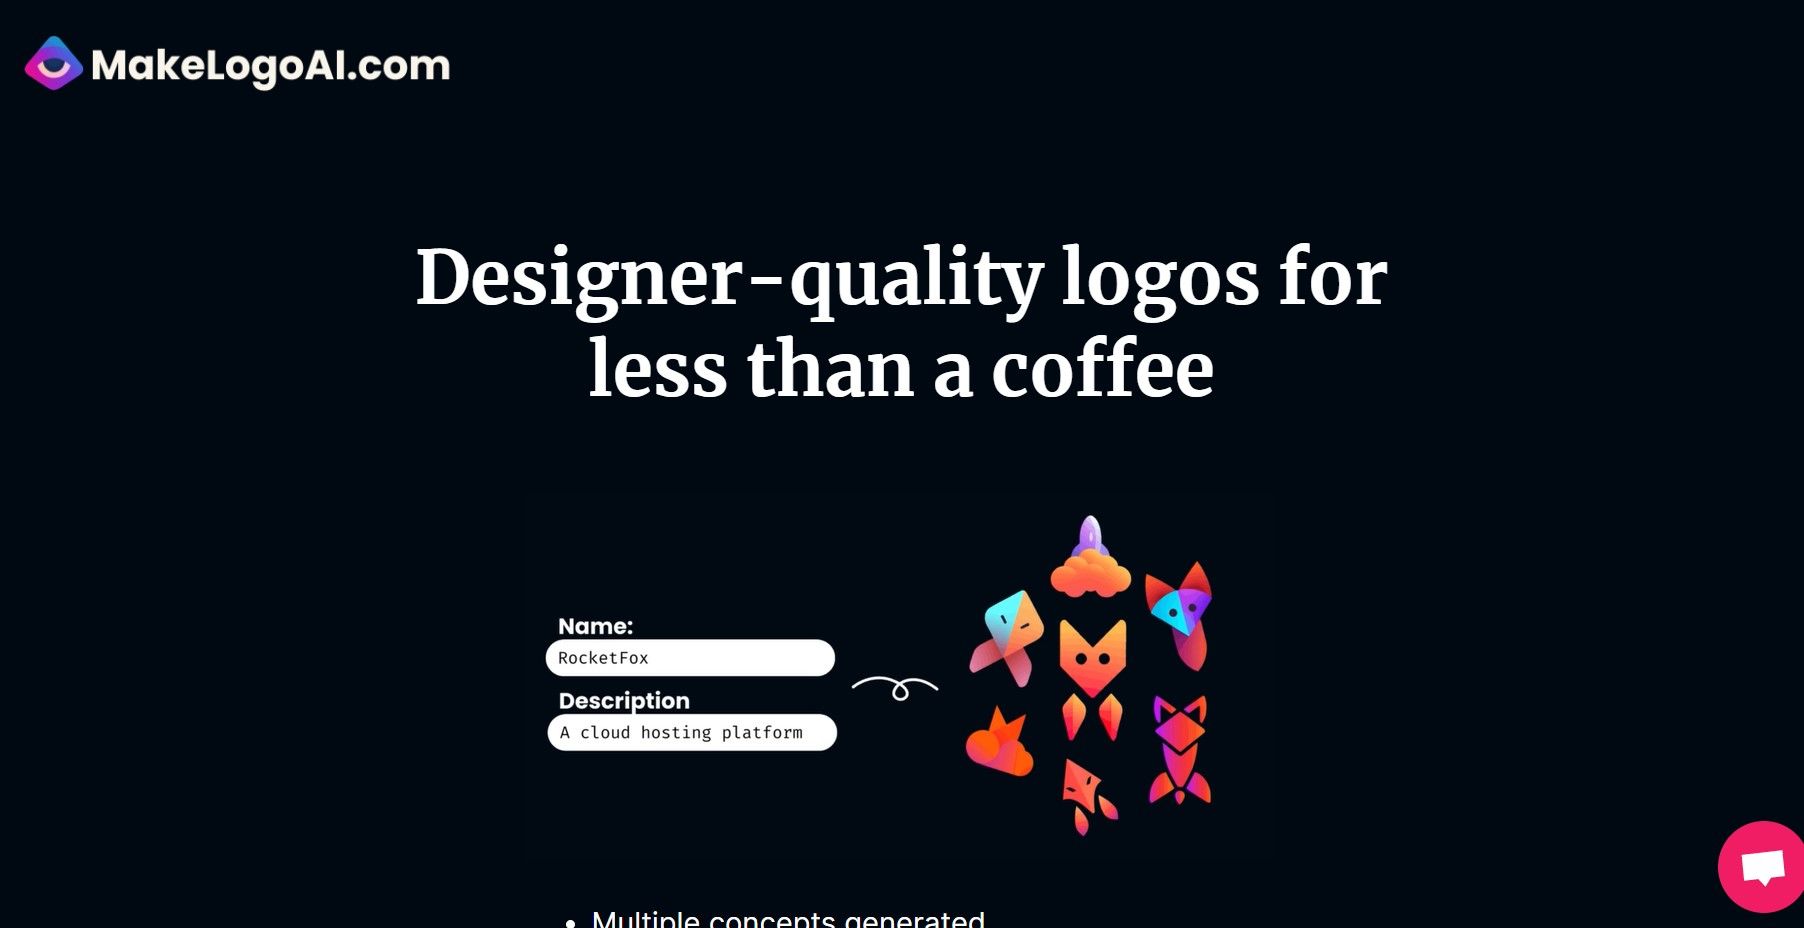 MakeLogoAI.com
Designer-quality logos for
less than a coffee
Name:
RocketFox
Description
A cloud hosting platform
• Multiple concepts generated